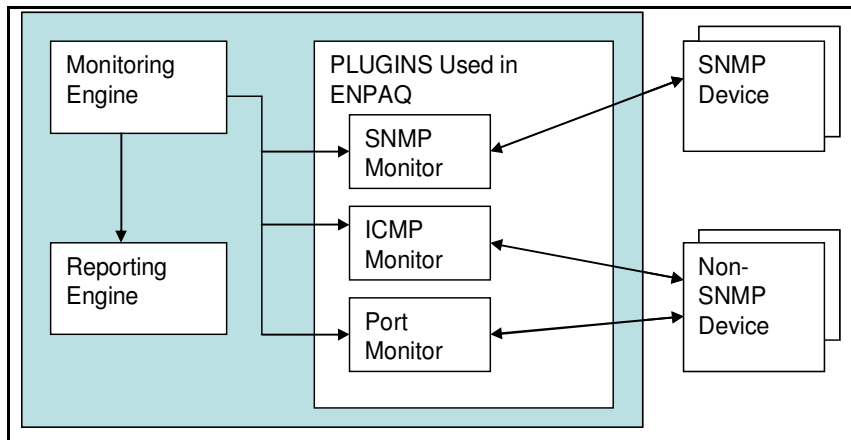 Monitoring
Engine
Reporting
Engine
PLUGINS Used in
ENPAQ
SNMP
Monitor
ICMP
Monitor
Port
Monitor
SNMP
Device
Non-
SNMP
Device